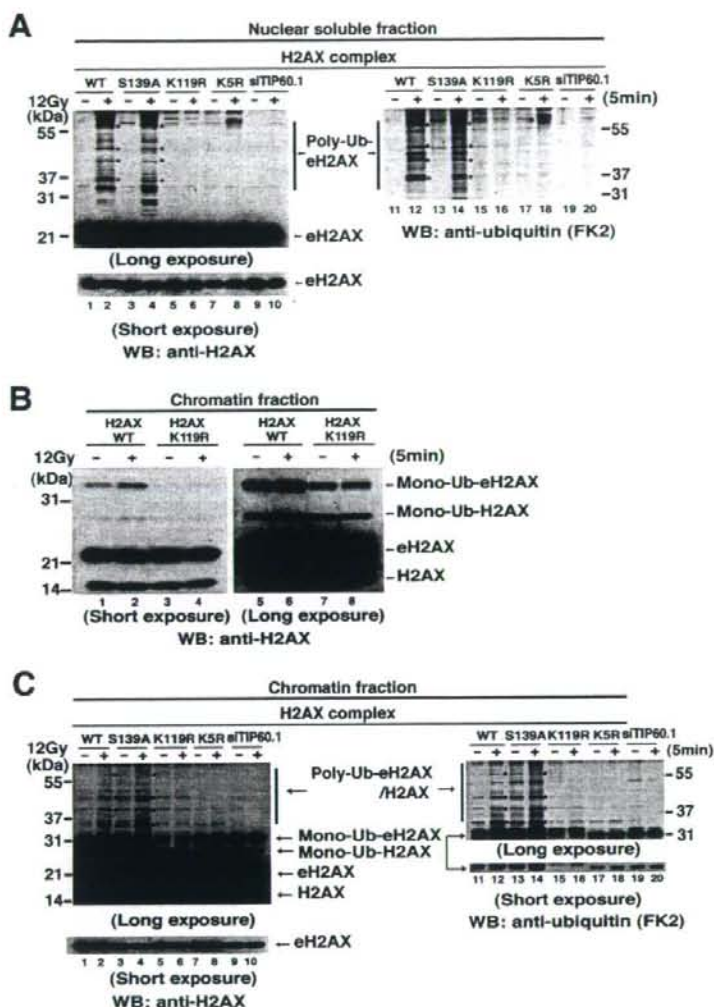 A
Nuclear soluble fraction
H2AX complex
WT S139A K119R K5R siTIP60.1
12Gy - + - + - + - + - +
(kDa)
55
37
31
21
Poly-Ub-
eH2AX
eH2AX
(Long exposure)
eH2AX
1 2 3 4 5 6 7 8 9 10
(Short exposure)
WB: anti-H2AX
WT S139A K119R K5R siTIP60.1
- + - + - + - + - + (5min)
55
37
31
11 12 13 14 15 16 17 18 19 20
WB: anti-ubiquitin (FK2)
B
Chromatin fraction
H2AX WT H2AX K119R H2AX WT H2AX K119R
12Gy - + - + - + - + (5min)
(kDa)
31
21
14
Mono-Ub-eH2AX
Mono-Ub-H2AX
eH2AX
H2AX
1 2 3 4 5 6 7 8
(Short exposure) (Long exposure)
WB: anti-H2AX
C
Chromatin fraction
H2AX complex
WT S139A K119R K5R siTIP60.1
12Gy - + - + - + - + - +
(kDa)
55
37
31
21
14
Poly-Ub-eH2AX
/H2AX
Mono-Ub-eH2AX
Mono-Ub-H2AX
eH2AX
H2AX
(Long exposure)
eH2AX
1 2 3 4 5 6 7 8 9 10
(Short exposure)
WB: anti-H2AX
WT S139A K119R K5R siTIP60.1
- + - + - + - + - + (5min)
55
37
31
(Long exposure)
11 12 13 14 15 16 17 18 19 20
(Short exposure)
WB: anti-ubiquitin (FK2)